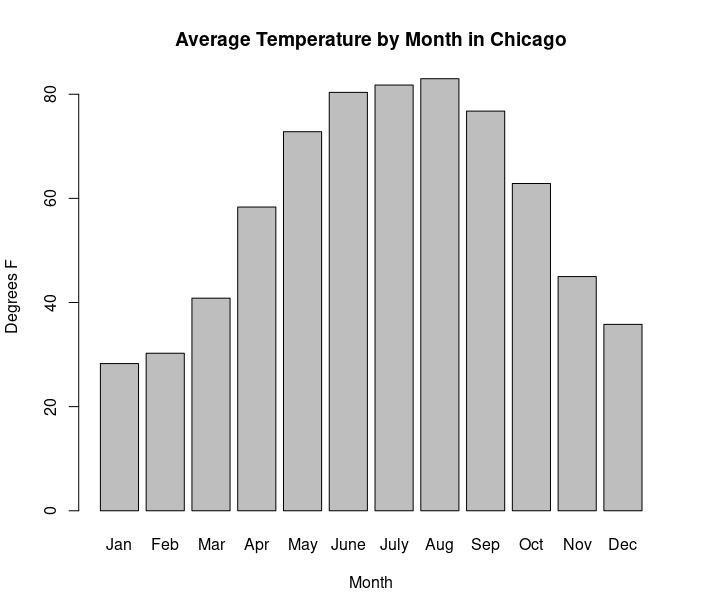 Average Temperature by Month in Chicago
Degrees F
80
60
40
20
0
Jan Feb Mar Apr May June July Aug Sep Oct Nov Dec
Month